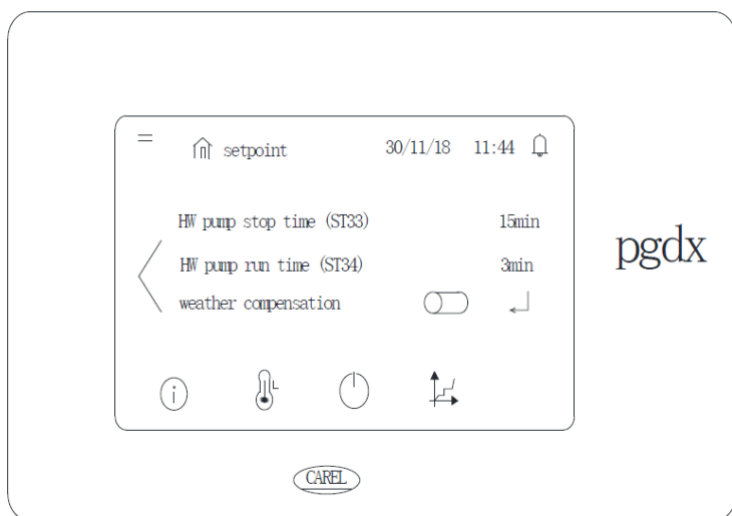 setpoint 30/11/18 11:44
HW pump stop time (ST33) 15min
HW pump run time (ST34) 3min
weather compensation
pgdx
L
CAREL